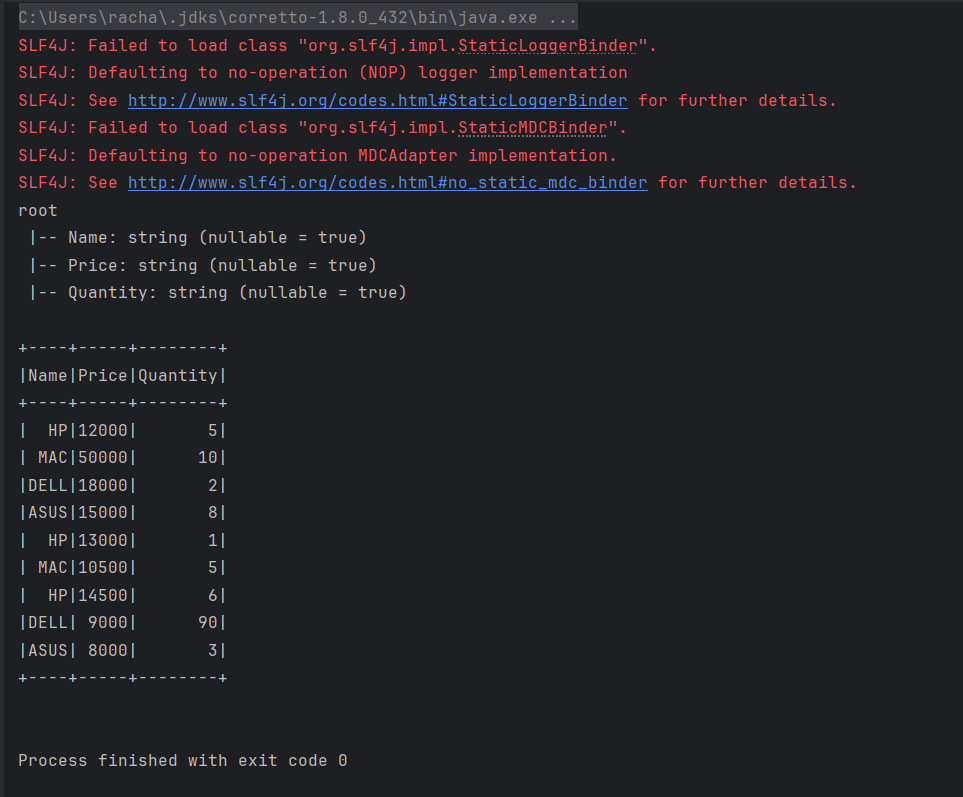 C:\Users\racha\.jdks\corretto-1.8.0_432\bin\java.exe ...
SLF4J: Failed to load class "org.slf4j.impl.StaticLoggerBinder".
SLF4J: Defaulting to no-operation (NOP) logger implementation
SLF4J: See http://www.slf4j.org/codes.html#StaticLoggerBinder for further details.
SLF4J: Failed to load class "org.slf4j.impl.StaticMDCBinder".
SLF4J: Defaulting to no-operation MDCAdapter implementation.
SLF4J: See http://www.slf4j.org/codes.html#no_static_mdc_binder for further details.
root
 |-- Name: string (nullable = true)
 |-- Price: string (nullable = true)
 |-- Quantity: string (nullable = true)

+----+-----+--------+
|Name|Price|Quantity|
+----+-----+--------+
|  HP|12000|       5|
| MAC|50000|      10|
|DELL|18000|       2|
|ASUS|15000|       8|
|  HP|13000|       1|
| MAC|10500|       5|
|  HP|14500|       6|
|DELL| 9000|      90|
|ASUS| 8000|       3|
+----+-----+--------+

Process finished with exit code 0